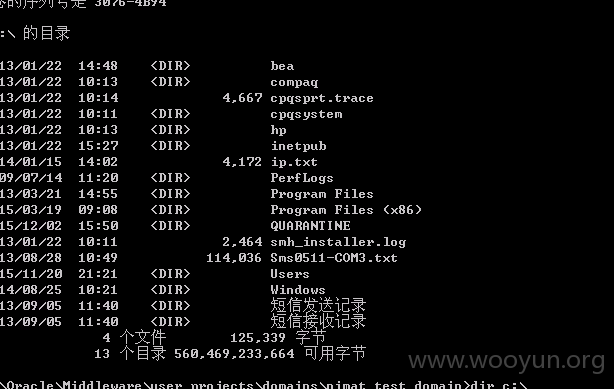 卷的序列号是 3076-4B94
:\ 的目录
13/01/22 14:48 <DIR> bea
13/01/22 10:13 <DIR> compaq
13/01/22 10:14 4,667 cpqsprt.trace
13/01/22 10:11 <DIR> cpqsystem
13/01/22 10:13 <DIR> hp
13/01/22 15:27 <DIR> inetpub
14/01/15 14:02 4,172 ip.txt
09/07/14 11:20 <DIR> PerfLogs
13/03/21 14:55 <DIR> Program Files
15/03/19 09:08 <DIR> Program Files (x86)
15/12/02 15:50 <DIR> QUARANTINE
13/01/22 10:11 2,464 smh_installer.log
13/08/28 10:49 114,036 Sms0511-COM3.txt
15/11/20 21:21 <DIR> Users
14/08/25 10:21 <DIR> Windows
13/09/05 11:40 <DIR> 短信发送记录
13/09/05 11:40 <DIR> 短信接收记录
4 个文件 125,339 字节
13 个目录 560,469,233,664 可用字节
www.wooyun.org
\Oracle\Middleware\user_projects\domains\pimat_test_domain>dir c:\